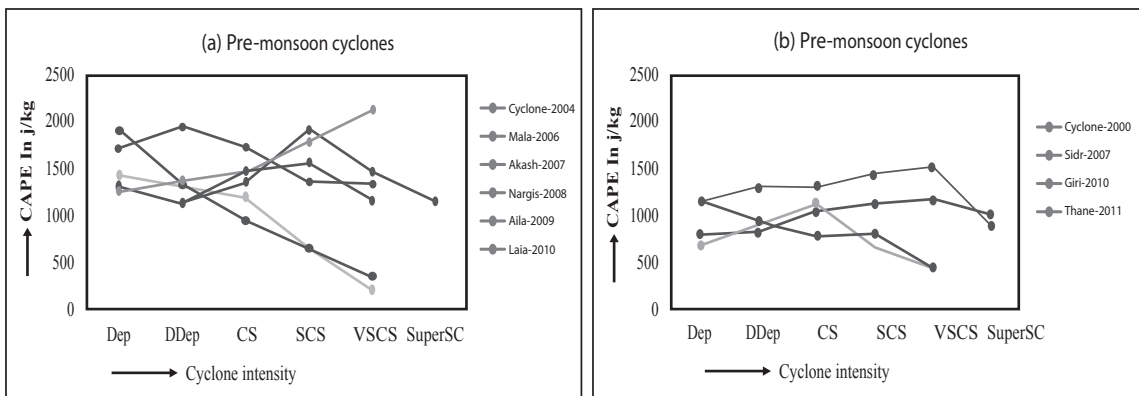 (a) Pre-monsoon cyclones
CAPE In j/kg
2500
2000
1500
1000
500
0
Dep DDep CS SCS VSCS SuperSC
Cyclone intensity
Cyclone-2004
Mala-2006
Akash-2007
Nargis-2008
Aila-2009
Laia-2010
(b) Pre-monsoon cyclones
CAPE In j/kg
2500
2000
1500
1000
500
0
Dep DDep CS SCS VSCS SuperSC
Cyclone intensity
Cyclone-2000
Sidr-2007
Giri-2010
Thane-2011